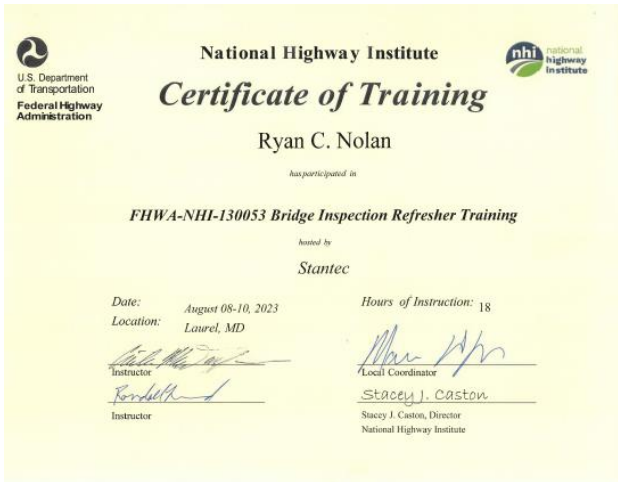 U.S. Department
of Transportation
Federal Highway
Administration
National Highway Institute
nhi national
highway
institute
Certificate of Training
Ryan C. Nolan
has participated in
FHWA-NHI-130053 Bridge Inspection Refresher Training
hosted by
Stantec
Date: August 08-10, 2023
Location: Laurel, MD
Hours of Instruction: 18
Instructor
Local Coordinator
Instructor
Stacey J. Caston
Stacey J. Caston, Director
National Highway Institute